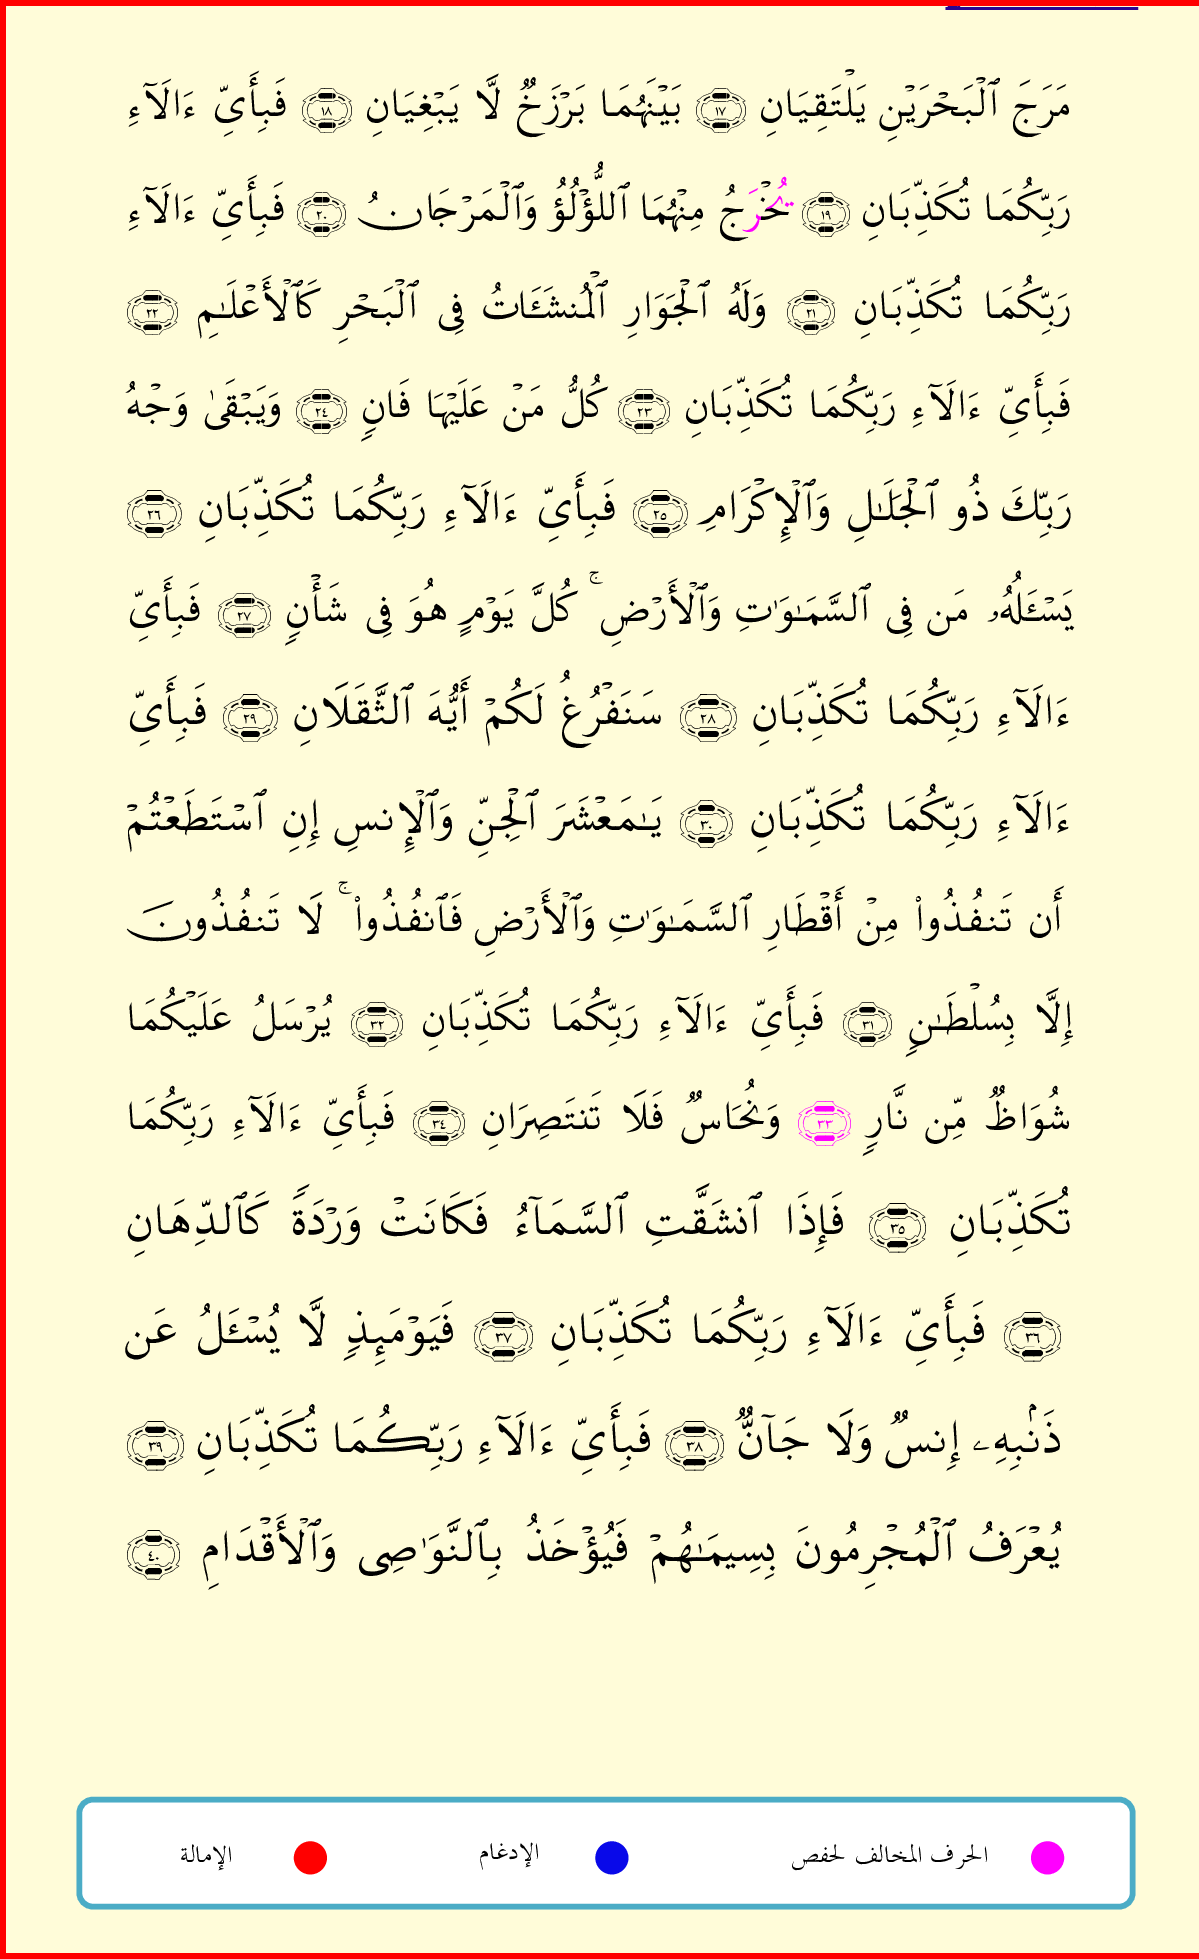 مَرَجَ ٱلْبَحْرَيْنِ يَلْتَقِيَانِ ١٧ بَيْنَهُمَا بَرْزَخٌ لَّا يَبْغِيَانِ ١٨ فَبِأَيِّ ءَالَآءِ
رَبِّكُمَا تُكَذِّبَانِ ١٩ يُخْرَجُ مِنْهُمَا ٱللُّؤْلُؤُ وَٱلْمَرْجَانُ ٢٠ فَبِأَيِّ ءَالَآءِ
رَبِّكُمَا تُكَذِّبَانِ ٢١ وَلَهُ ٱلْجَوَارِ ٱلْمُنشَـَٔاتُ فِى ٱلْبَحْرِ كَٱلْأَعْلَـٰمِ ٢٢
فَبِأَيِّ ءَالَآءِ رَبِّكُمَا تُكَذِّبَانِ ٢٣ كُلُّ مَنْ عَلَيْهَا فَانٍ ٢٤ وَيَبْقَىٰ وَجْهُ
رَبِّكَ ذُو ٱلْجَلَـٰلِ وَٱلْإِكْرَامِ ٢٥ فَبِأَيِّ ءَالَآءِ رَبِّكُمَا تُكَذِّبَانِ ٢٦
يَسْـَٔلُهُۥ مَن فِى ٱلسَّمَـٰوَٰتِ وَٱلْأَرْضِ ۚ كُلَّ يَوْمٍ هُوَ فِى شَأْنٍ ٢٧ فَبِأَيِّ
ءَالَآءِ رَبِّكُمَا تُكَذِّبَانِ ٢٨ سَنَفْرُغُ لَكُمْ أَيُّهَ ٱلثَّقَلَانِ ٢٩ فَبِأَيِّ
ءَالَآءِ رَبِّكُمَا تُكَذِّبَانِ ٣٠ يَـٰمَعْشَرَ ٱلْجِنِّ وَٱلْإِنسِ إِنِ ٱسْتَطَعْتُمْ
أَن تَنفُذُوا۟ مِنْ أَقْطَارِ ٱلسَّمَـٰوَٰتِ وَٱلْأَرْضِ فَٱنفُذُوا۟ ۚ لَا تَنفُذُونَ
إِلَّا بِسُلْطَـٰنٍ ٣١ فَبِأَيِّ ءَالَآءِ رَبِّكُمَا تُكَذِّبَانِ ٣٢ يُرْسَلُ عَلَيْكُمَا
شُوَاظٌ مِّن نَّارٍ ٣٣ وَنُحَاسٌ فَلَا تَنتَصِرَانِ ٣٤ فَبِأَيِّ ءَالَآءِ رَبِّكُمَا
تُكَذِّبَانِ ٣٥ فَإِذَا ٱنشَقَّتِ ٱلسَّمَآءُ فَكَانَتْ وَرْدَةً كَٱلدِّهَانِ
٣٦ فَبِأَيِّ ءَالَآءِ رَبِّكُمَا تُكَذِّبَانِ ٣٧ فَيَوْمَئِذٍ لَّا يُسْـَٔلُ عَن
ذَنۢبِهِۦ إِنسٌ وَلَا جَآنٌّ ٣٨ فَبِأَيِّ ءَالَآءِ رَبِّكُمَا تُكَذِّبَانِ ٣٩
يُعْرَفُ ٱلْمُجْرِمُونَ بِسِيمَـٰهُمْ فَيُؤْخَذُ بِٱلنَّوَٰصِى وَٱلْأَقْدَامِ ٤٠
الحرف المخالف لحفص الإدغام الإمالة